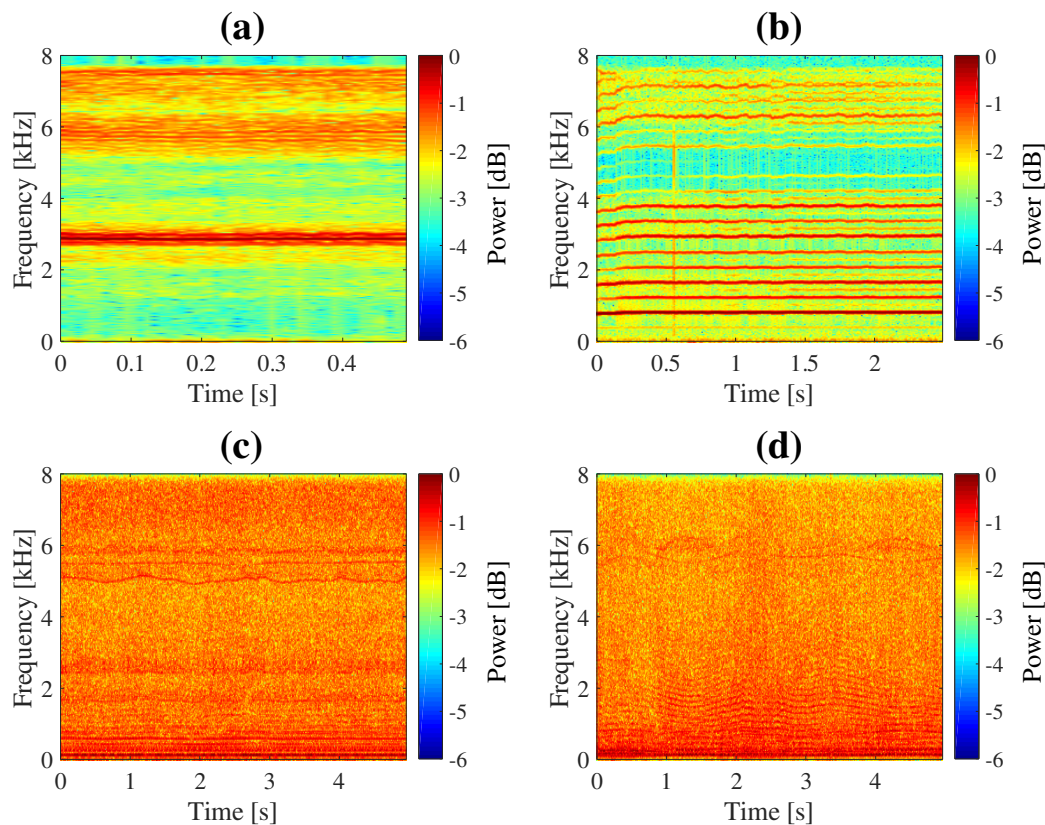 (a)
8
6
4
2
0
Frequency [kHz]
0 0.1 0.2 0.3 0.4
Time [s]
0
-1
-2
-3
-4
-5
-6
Power [dB]
(b)
8
6
4
2
0
Frequency [kHz]
0 0.5 1 1.5 2
Time [s]
0
-1
-2
-3
-4
-5
-6
Power [dB]
(c)
8
6
4
2
0
Frequency [kHz]
0 1 2 3 4
Time [s]
0
-1
-2
-3
-4
-5
-6
Power [dB]
(d)
8
6
4
2
0
Frequency [kHz]
0 1 2 3 4
Time [s]
0
-1
-2
-3
-4
-5
-6
Power [dB]